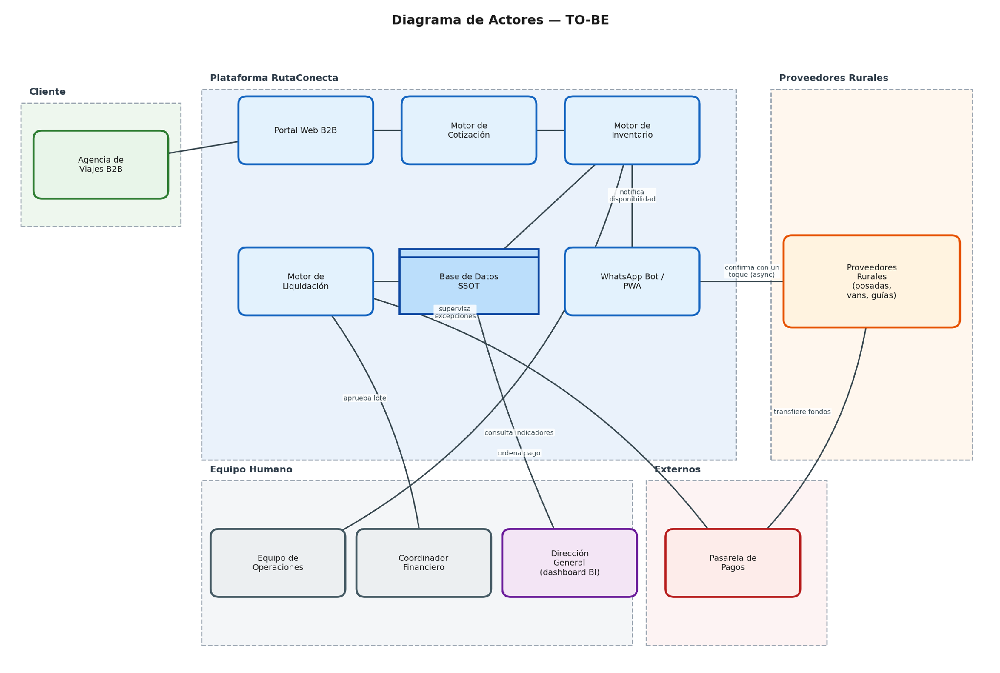 Diagrama de Actores — TO-BE
Plataforma RutaConecta
Proveedores Rurales
Cliente
Portal Web B2B
Motor de
Cotización
Motor de
Inventario
Agencia de
Viajes B2B
notifica
disponibilidad
Motor de
Liquidación
Base de Datos
SSOT
WhatsApp Bot /
PWA
confirma con un
toque (async)
Proveedores
Rurales
(posadas,
vans, guías)
supervisa
excepciones
aprueba lote
transfiere fondos
consulta indicadores
ordena pago
Equipo Humano
Externos
Equipo de
Operaciones
Coordinador
Financiero
Dirección
General
(dashboard BI)
Pasarela de
Pagos